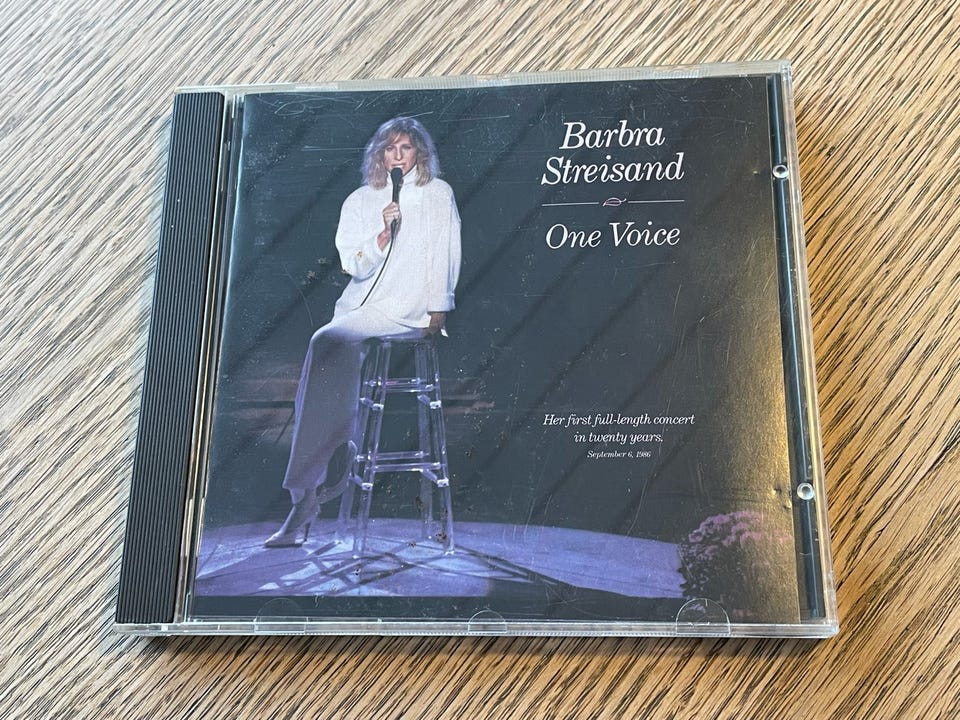 Barbra
Streisand
One Voice
Her first full-length concert
in twenty years.
September 6, 1986